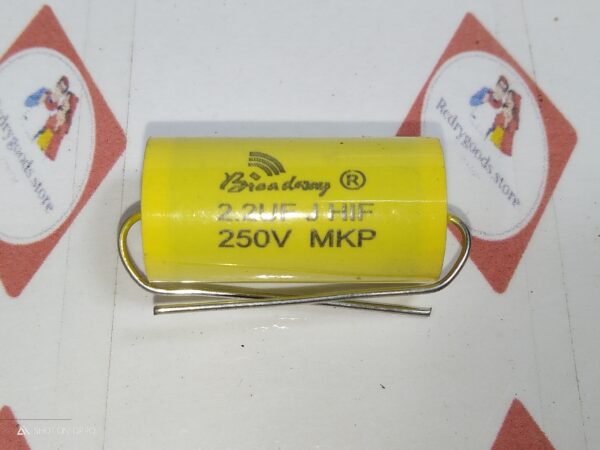 Broadway ®
2.2UF J HIF
250V MKP
Redrygoods store
Redrygoods store
SHOT ON OPPO